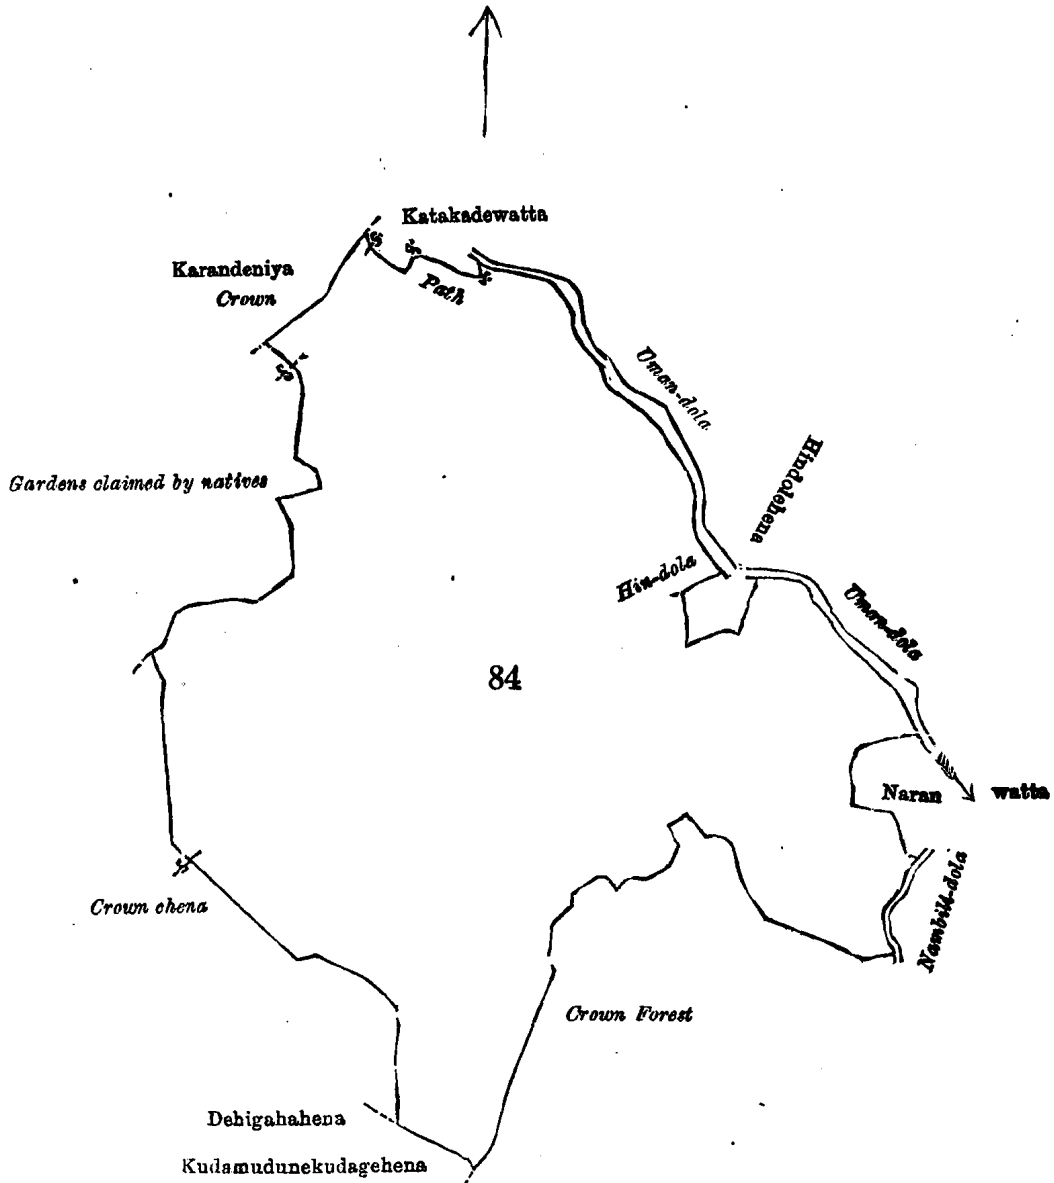 Katakadewatta
Karandeniya
Crown
Path
Uman-dola
Hindolehena
Gardens claimed by natives
Hin-dola
Uman-dola
84
Naran watta
Nambili-dola
Crown chena
Crown Forest
Dehigahahena
Kudamudunekudagehena